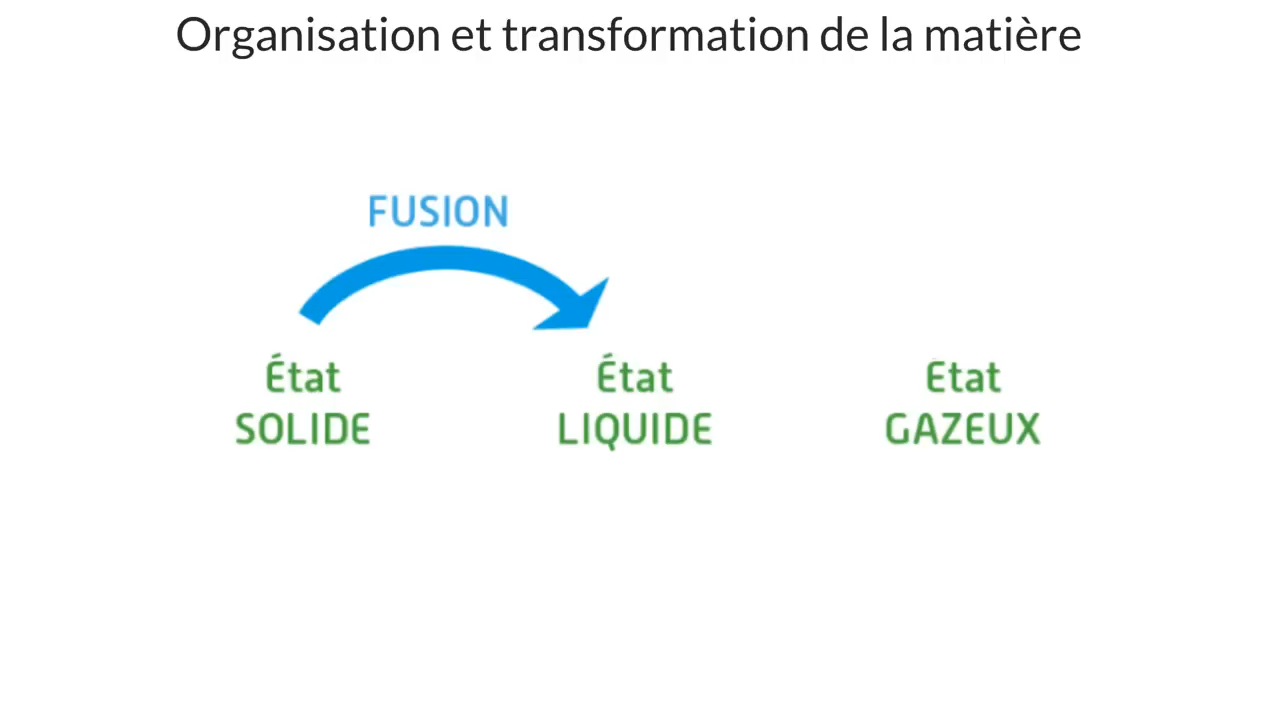 Organisation et transformation de la matière
FUSION
État
SOLIDE
État
LIQUIDE
Etat
GAZEUX